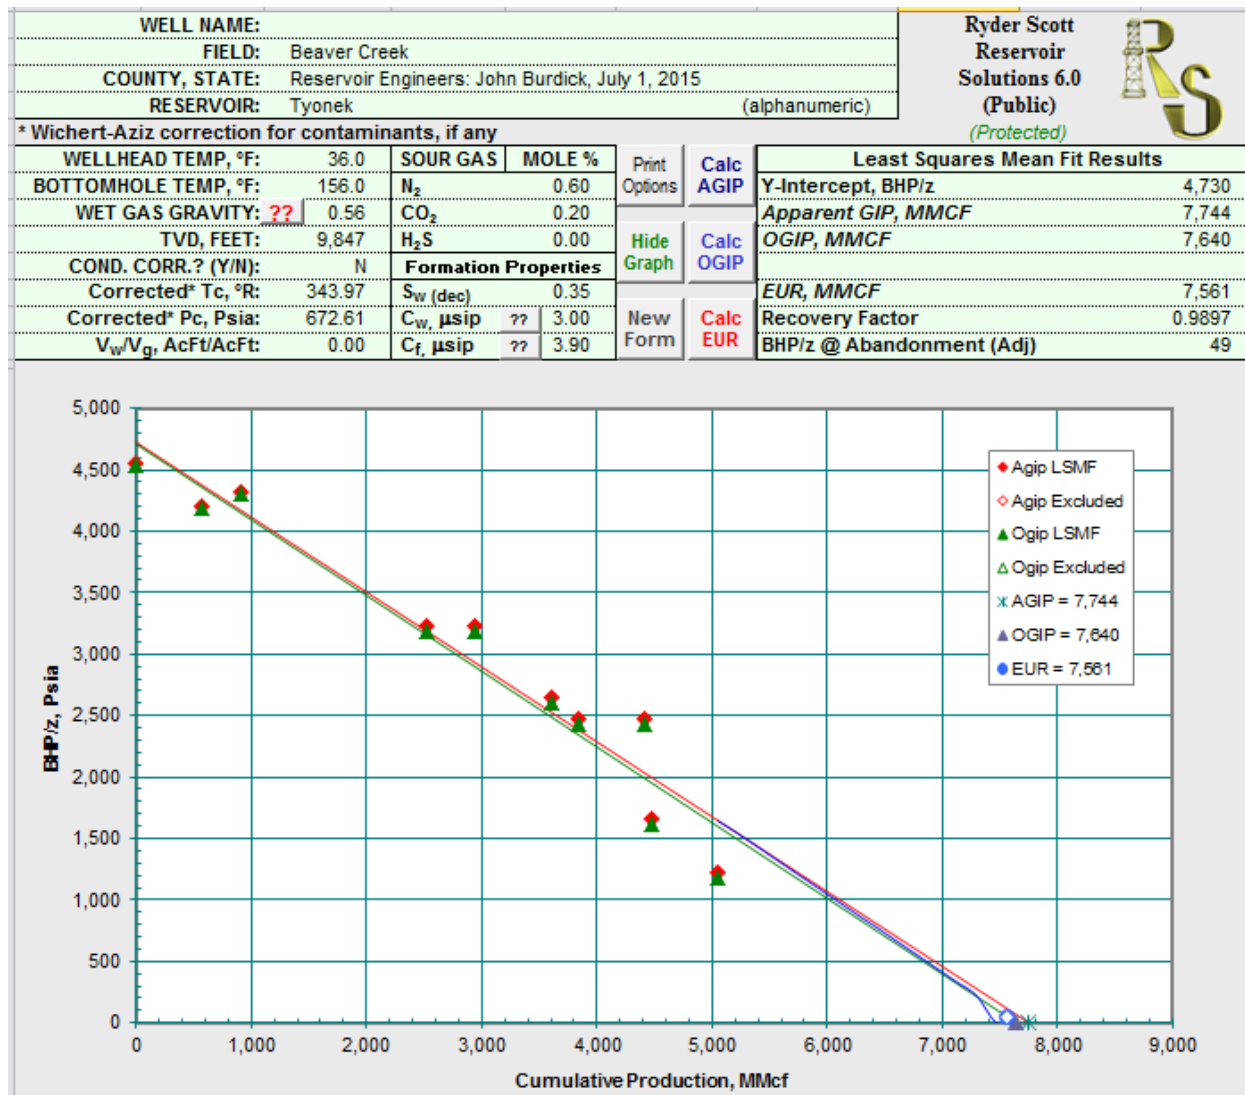 WELL NAME:
FIELD: Beaver Creek
COUNTY, STATE: Reservoir Engineers: John Burdick, July 1, 2015
RESERVOIR: Tyonek (alphanumeric)
Ryder Scott
Reservoir
Solutions 6.0
(Public)
(Protected)
RS
* Wichert-Aziz correction for contaminants, if any
WELLHEAD TEMP, ºF: 36.0
BOTTOMHOLE TEMP, ºF: 156.0
WET GAS GRAVITY: ?? 0.56
TVD, FEET: 9,847
COND. CORR.? (Y/N): N
Corrected* Tc, ºR: 343.97
Corrected* Pc, Psia: 672.61
Vw/Vg, AcFt/AcFt: 0.00
SOUR GAS MOLE %
N₂ 0.60
CO₂ 0.20
H₂S 0.00
Formation Properties
Sw (dec) 0.35
Cw, µsip ?? 3.00
Cf, µsip ?? 3.90
Print
Options
Calc
AGIP
Hide
Graph
Calc
OGIP
New
Form
Calc
EUR
Least Squares Mean Fit Results
Y-Intercept, BHP/z 4,730
Apparent GIP, MMCF 7,744
OGIP, MMCF 7,640
EUR, MMCF 7,561
Recovery Factor 0.9897
BHP/z @ Abandonment (Adj) 49
5,000
4,500
4,000
3,500
3,000
2,500
2,000
1,500
1,000
500
0
BHP/z, Psia
Agip LSMF
Agip Excluded
Ogip LSMF
Ogip Excluded
AGIP = 7,744
OGIP = 7,640
EUR = 7,561
0 1,000 2,000 3,000 4,000 5,000 6,000 7,000 8,000 9,000
Cumulative Production, MMcf